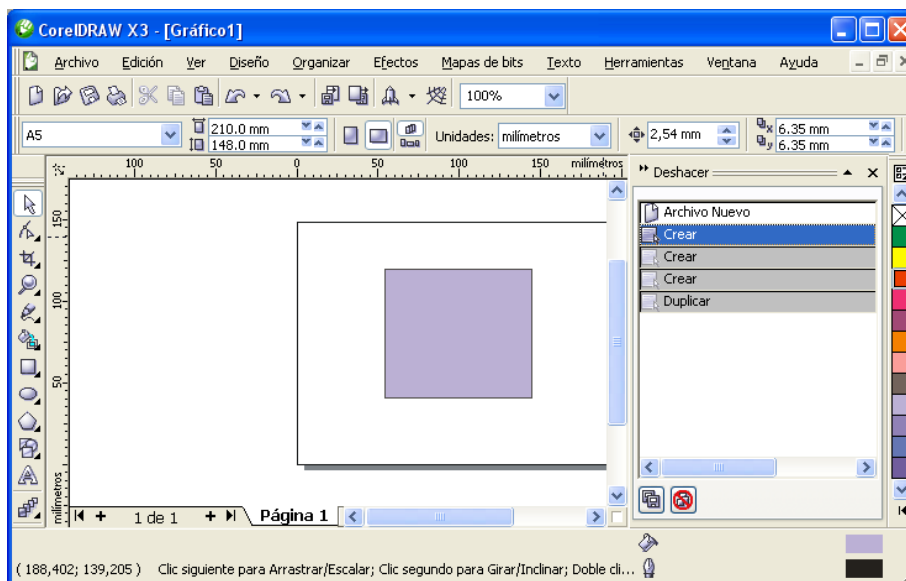 CorelDRAW X3 - [Gráfico1]
Archivo Edición Ver Diseño Organizar Efectos Mapas de bits Texto Herramientas Ventana Ayuda
100%
A5 210.0 mm 148.0 mm Unidades: milímetros 2,54 mm 6.35 mm 6.35 mm
100 50 0 50 100 150 milímetros
Deshacer
Archivo Nuevo
Crear
Crear
Crear
Duplicar
150
100
50
milímetros
1 de 1 Página 1
( 188,402; 139,205 ) Clic siguiente para Arrastrar/Escalar; Clic segundo para Girar/Inclinar; Doble cli...